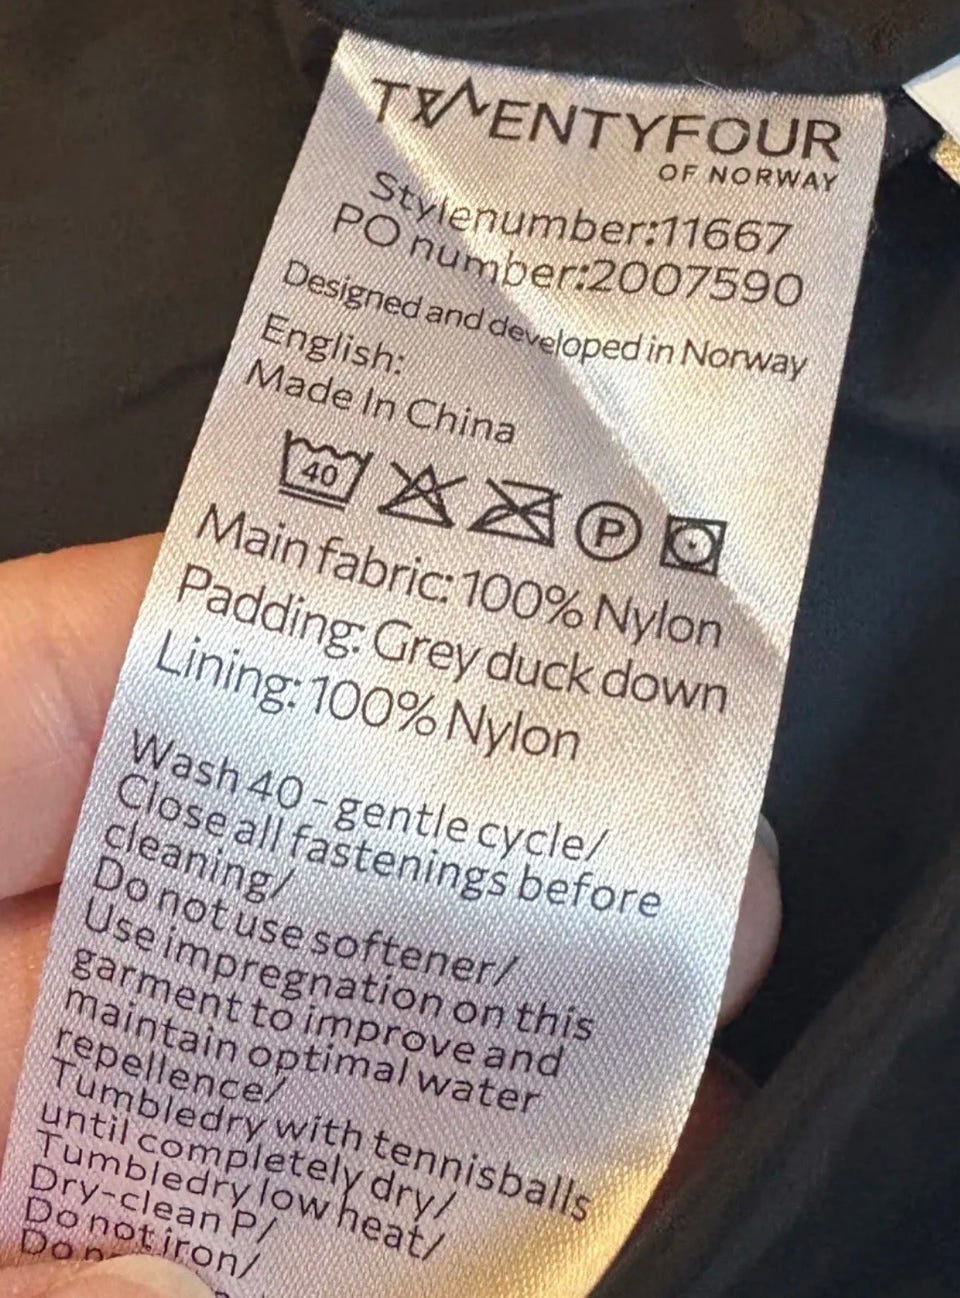 TWENTYFOUR
OF NORWAY
Stylenumber:11667
PO number:2007590
Designed and developed in Norway
English:
Made In China
40
P
Main fabric: 100% Nylon
Padding: Grey duck down
Lining: 100% Nylon
Wash 40 - gentle cycle/
Close all fastenings before
cleaning/
Do not use softener/
Use impregnation on this
garment to improve and
maintain optimal water
repellence/
Tumbledry with tennisballs
until completely dry/
Tumbledry low heat/
Dry-clean P/
Do not iron/
Do